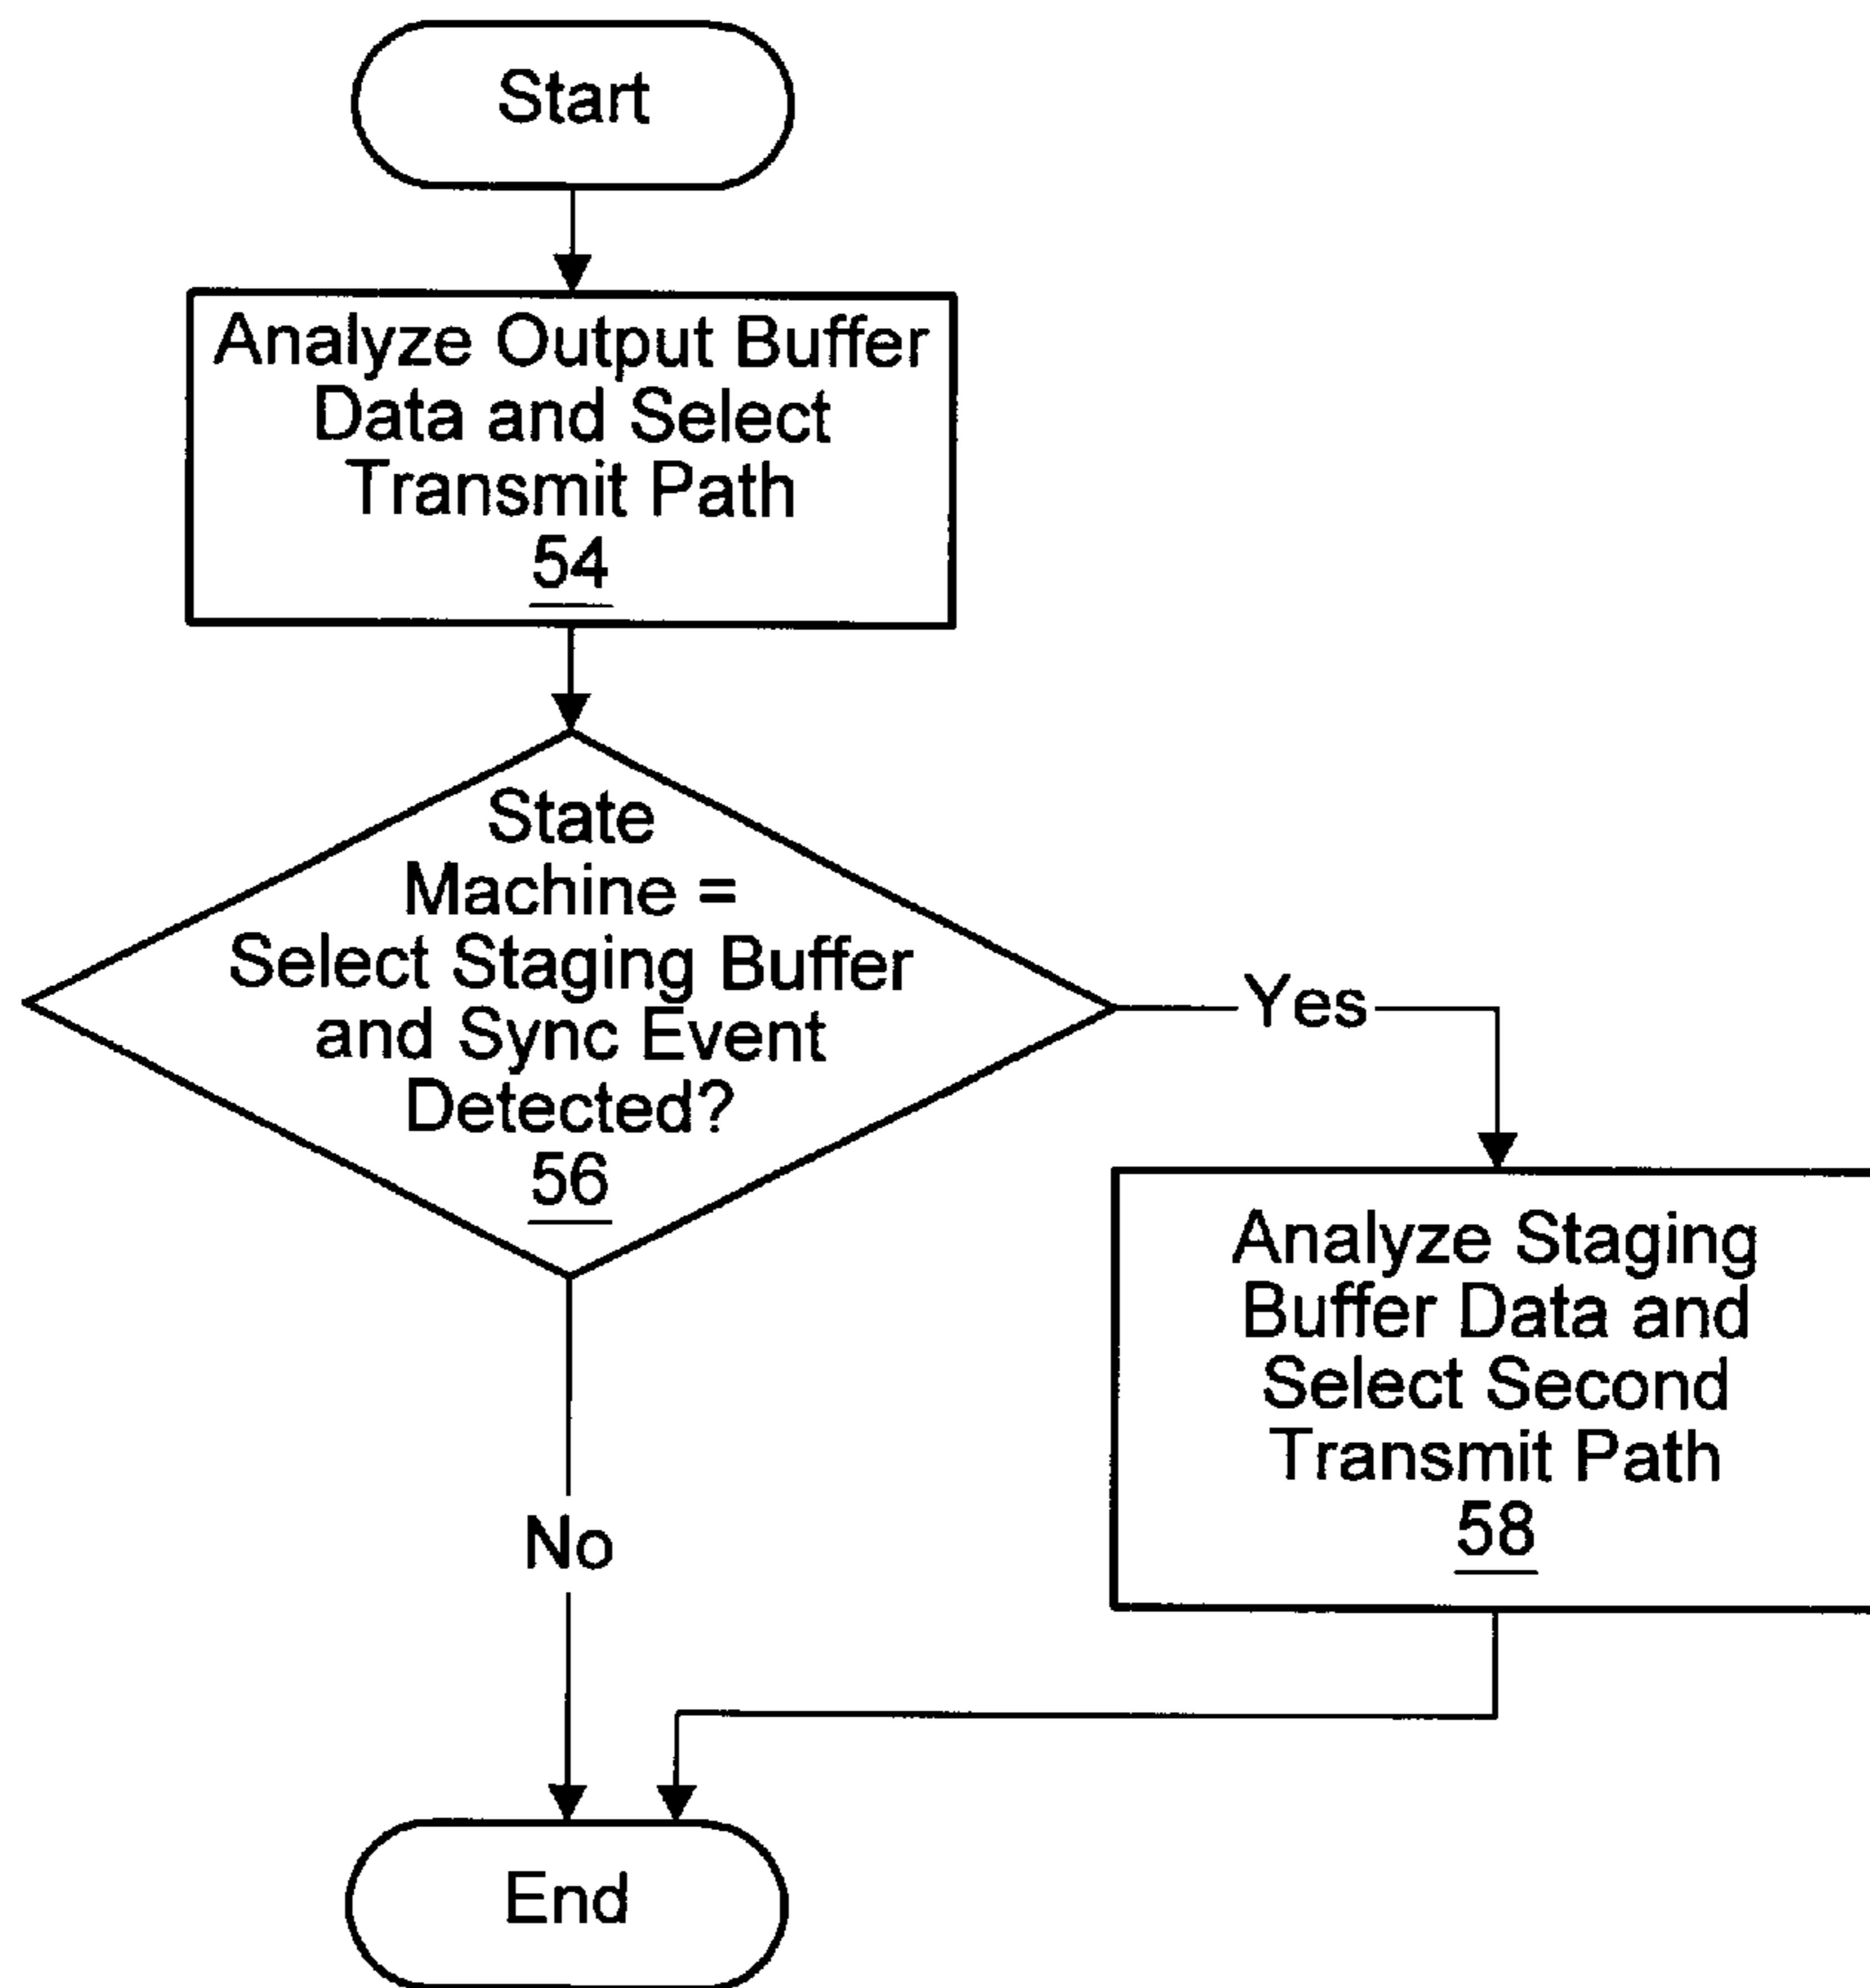 Start
Analyze Output Buffer
Data and Select
Transmit Path
54
State
Machine =
Select Staging Buffer
and Sync Event
Detected?
56
Yes
Analyze Staging
Buffer Data and
Select Second
Transmit Path
58
No
End